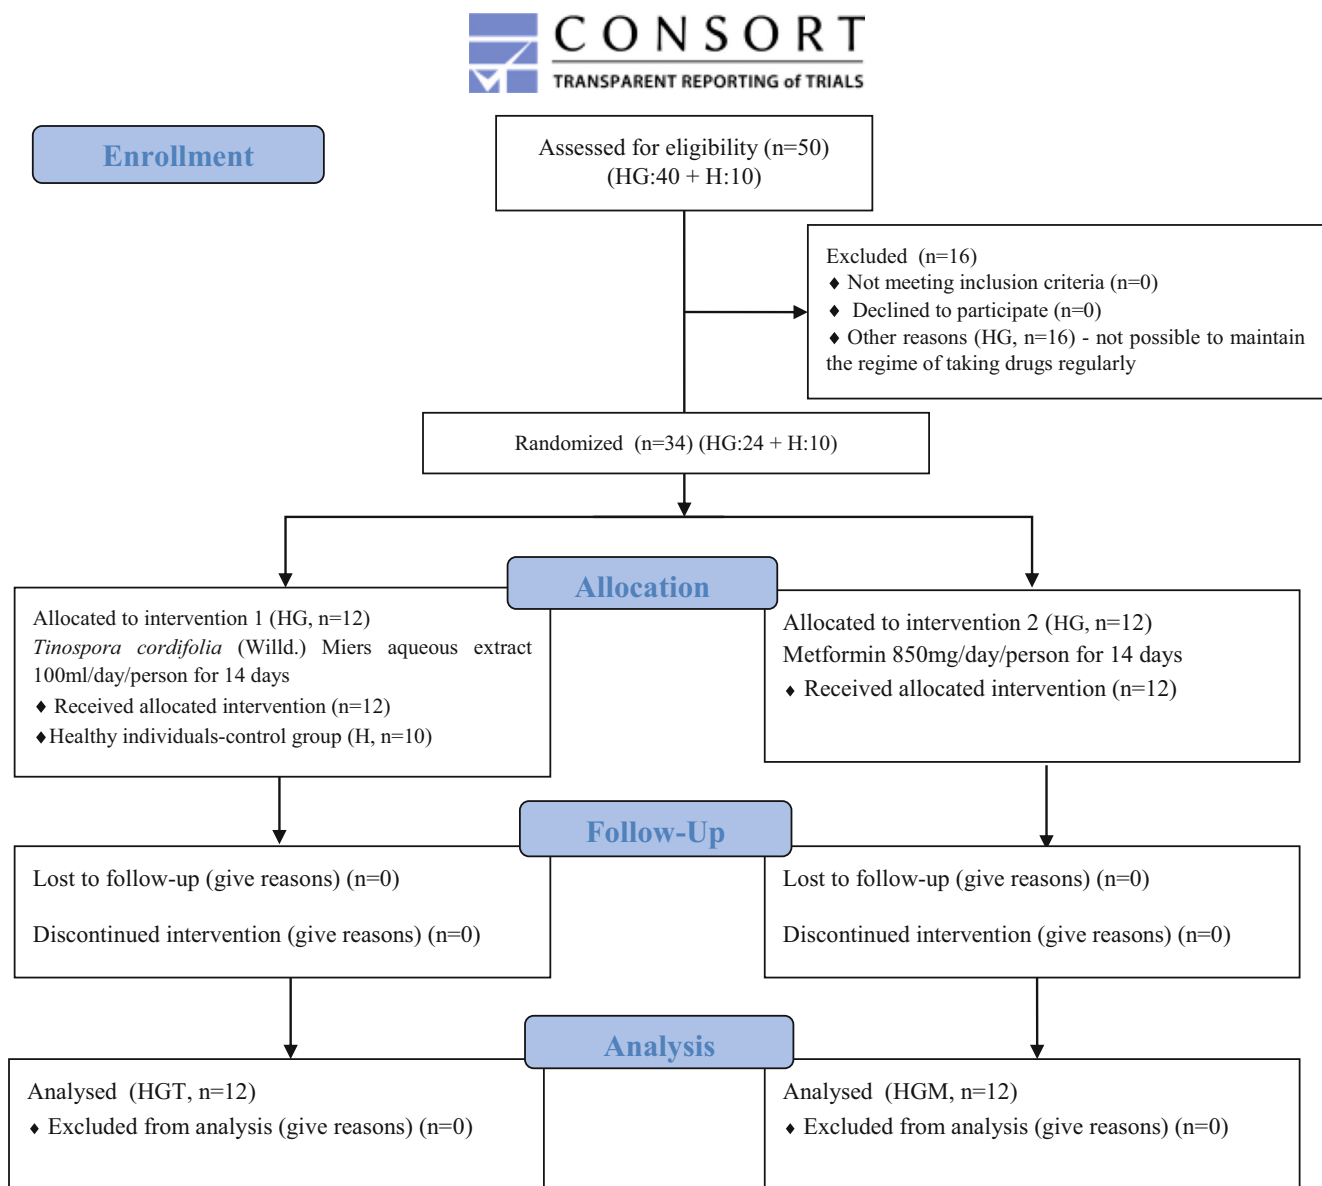 CONSORT
TRANSPARENT REPORTING of TRIALS
Enrollment
Assessed for eligibility (n=50)
(HG:40 + H:10)
Excluded (n=16)
♦ Not meeting inclusion criteria (n=0)
♦ Declined to participate (n=0)
♦ Other reasons (HG, n=16) - not possible to maintain
the regime of taking drugs regularly
Randomized (n=34) (HG:24 + H:10)
Allocation
Allocated to intervention 1 (HG, n=12)
Tinospora cordifolia (Willd.) Miers aqueous extract
100ml/day/person for 14 days
♦ Received allocated intervention (n=12)
♦Healthy individuals-control group (H, n=10)
Allocated to intervention 2 (HG, n=12)
Metformin 850mg/day/person for 14 days
♦ Received allocated intervention (n=12)
Follow-Up
Lost to follow-up (give reasons) (n=0)
Discontinued intervention (give reasons) (n=0)
Lost to follow-up (give reasons) (n=0)
Discontinued intervention (give reasons) (n=0)
Analysis
Analysed (HGT, n=12)
♦ Excluded from analysis (give reasons) (n=0)
Analysed (HGM, n=12)
♦ Excluded from analysis (give reasons) (n=0)